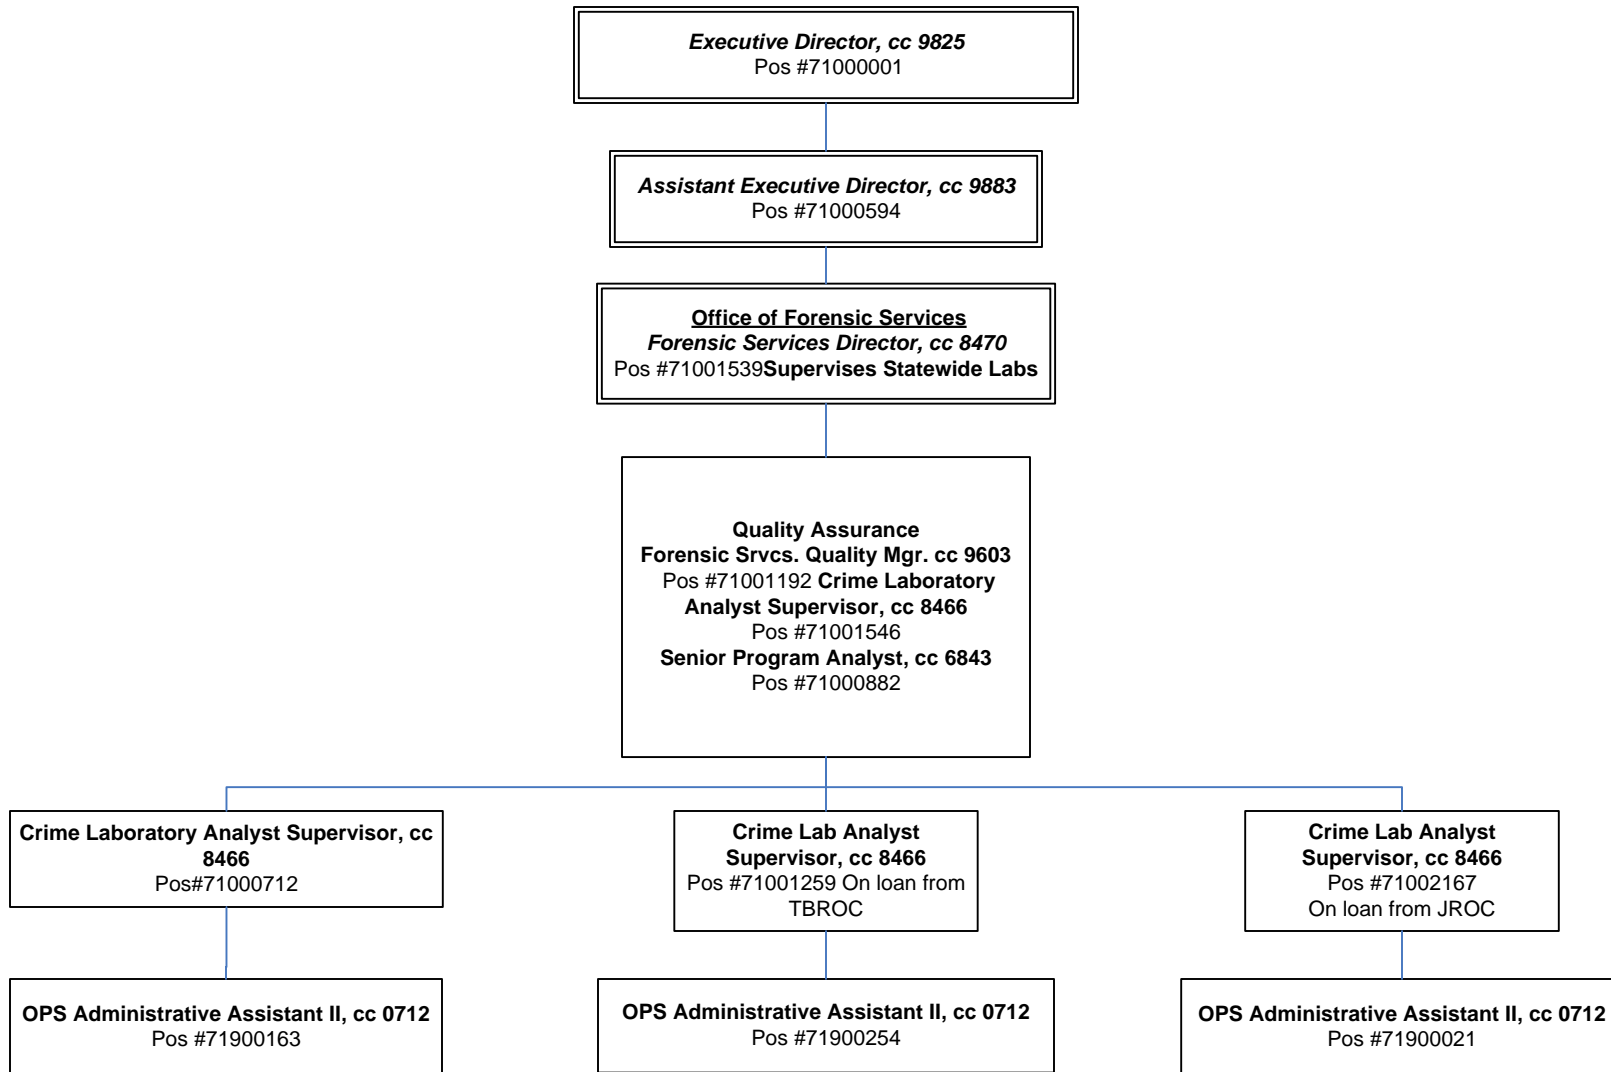 Executive Director, cc 9825
Pos #71000001
Assistant Executive Director, cc 9883
Pos #71000594
Office of Forensic Services
Forensic Services Director, cc 8470
Pos #71001539Supervises Statewide Labs
Quality Assurance
Forensic Srvcs. Quality Mgr. cc 9603
Pos #71001192 Crime Laboratory
Analyst Supervisor, cc 8466
Pos #71001546
Senior Program Analyst, cc 6843
Pos #71000882
Crime Laboratory Analyst Supervisor, cc
8466
Pos#71000712
Crime Lab Analyst
Supervisor, cc 8466
Pos #71001259 On loan from
TBROC
Crime Lab Analyst
Supervisor, cc 8466
Pos #71002167
On loan from JROC
OPS Administrative Assistant II, cc 0712
Pos #71900163
OPS Administrative Assistant II, cc 0712
Pos #71900254
OPS Administrative Assistant II, cc 0712
Pos #71900021